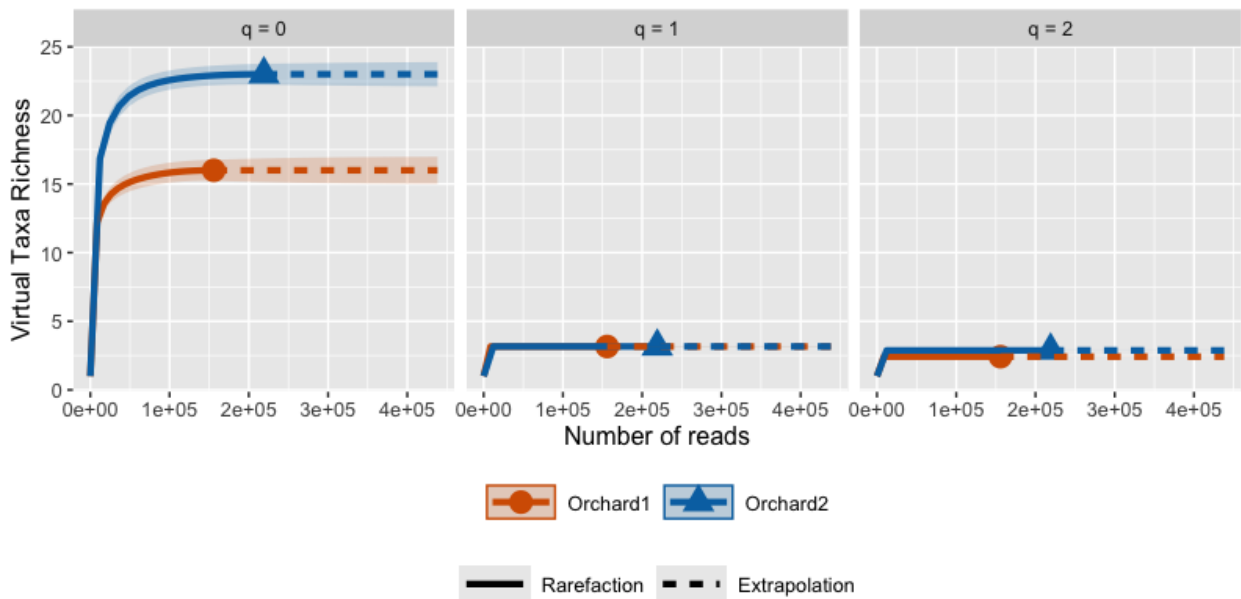 q = 0 q = 1 q = 2
Virtual Taxa Richness
25
20
15
10
5
0
0e+00 1e+05 2e+05 3e+05 4e+05 0e+00 1e+05 2e+05 3e+05 4e+05 0e+00 1e+05 2e+05 3e+05 4e+05
Number of reads
Orchard1 Orchard2
Rarefaction Extrapolation